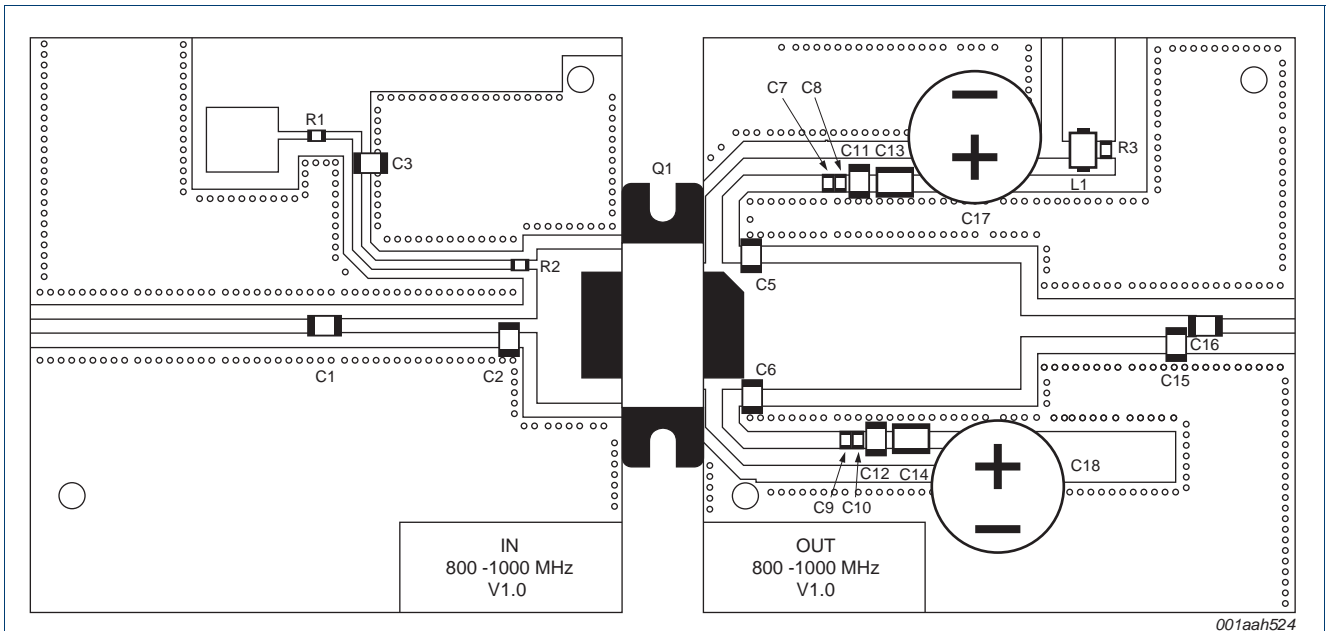 C7 C8
R1
C3
Q1
C11 C13
R3
L1
C17
R2
C5
C1
C2
C6
C16
C15
C12 C14
C18
C9 C10
IN
800 -1000 MHz
V1.0
OUT
800 -1000 MHz
V1.0
001aah524